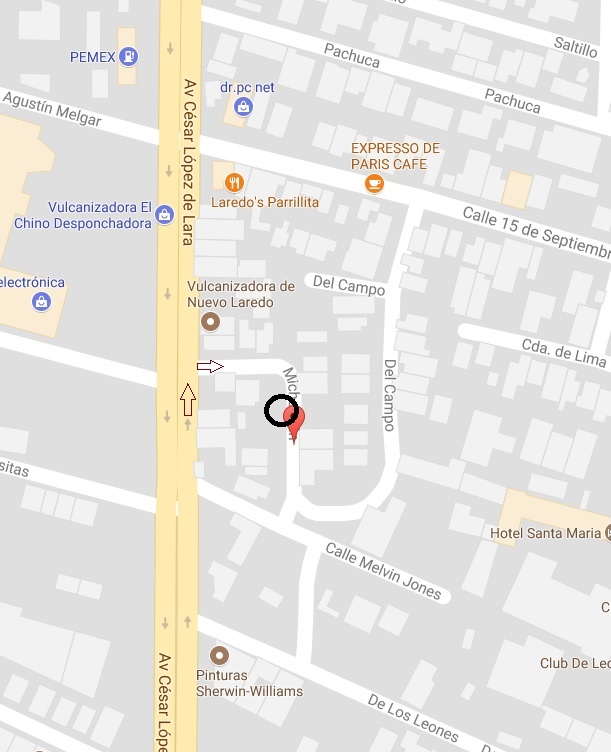 Saltillo
Pachuca
Pachuca
PEMEX
dr.pc net
Agustín Melgar
Av César López de Lara
EXPRESSO DE
PARIS CAFE
Laredo's Parrillita
Vulcanizadora El
Chino Desponchadora
Calle 15 de Septiembr
electrónica
Vulcanizadora de
Nuevo Laredo
Del Campo
Cda. de Lima
Del Campo
sitas
Hotel Santa Maria
Calle Melvin Jones
C
Club De Leo
Pinturas
Sherwin-Williams
Av César Lópe
De Los Leones